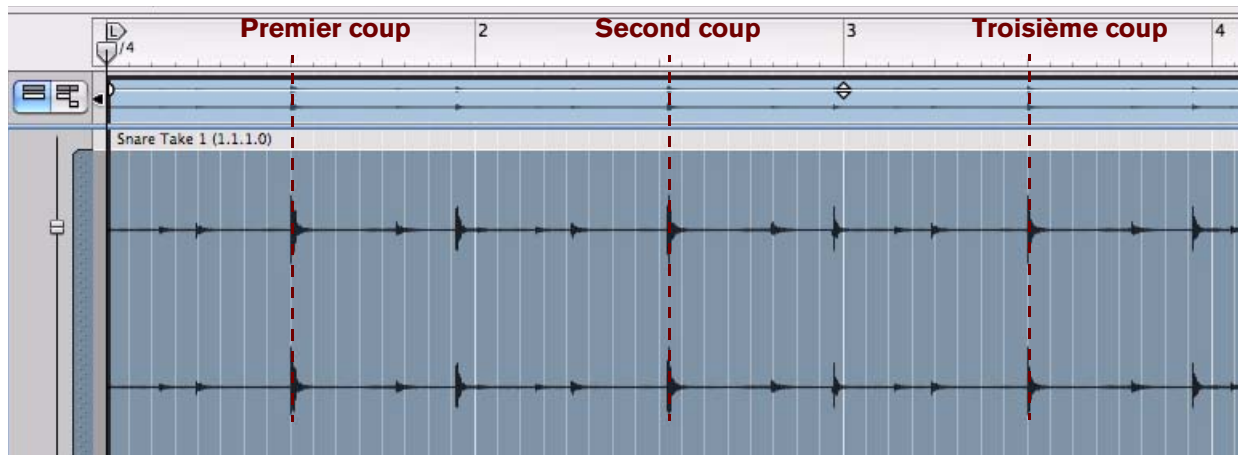 L Premier coup 2 Second coup 3 Troisième coup 4
/4
Snare Take 1 (1.1.1.0)